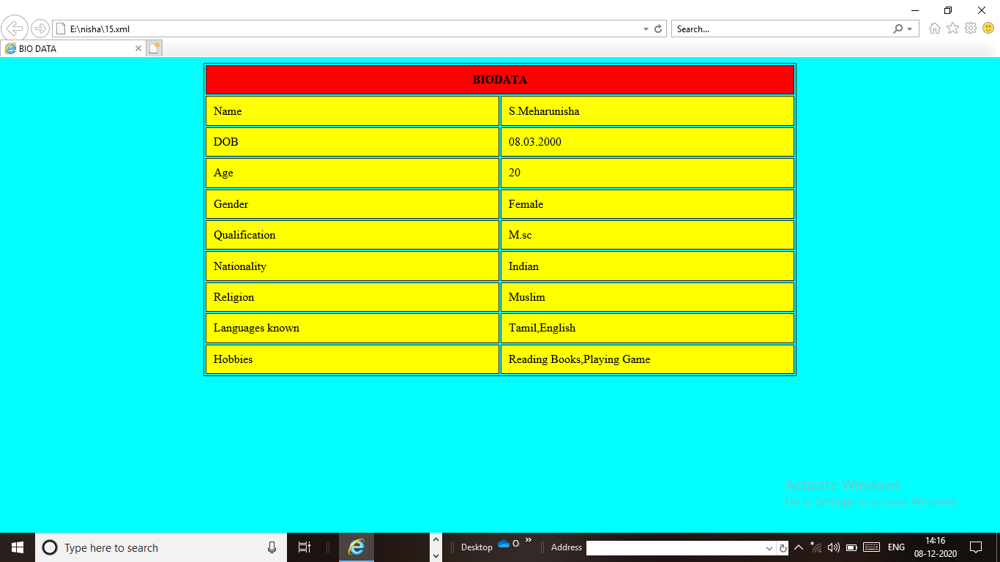 E:\nisha\15.xml
Search...
BIO DATA
BIODATA
Name S.Meharunisha
DOB 08.03.2000
Age 20
Gender Female
Qualification M.sc
Nationality Indian
Religion Muslim
Languages known Tamil,English
Hobbies Reading Books,Playing Game
Activate Windows
Go to Settings to activate Windows.
Type here to search
Desktop
O
»
Address
ENG
14:16
08-12-2020